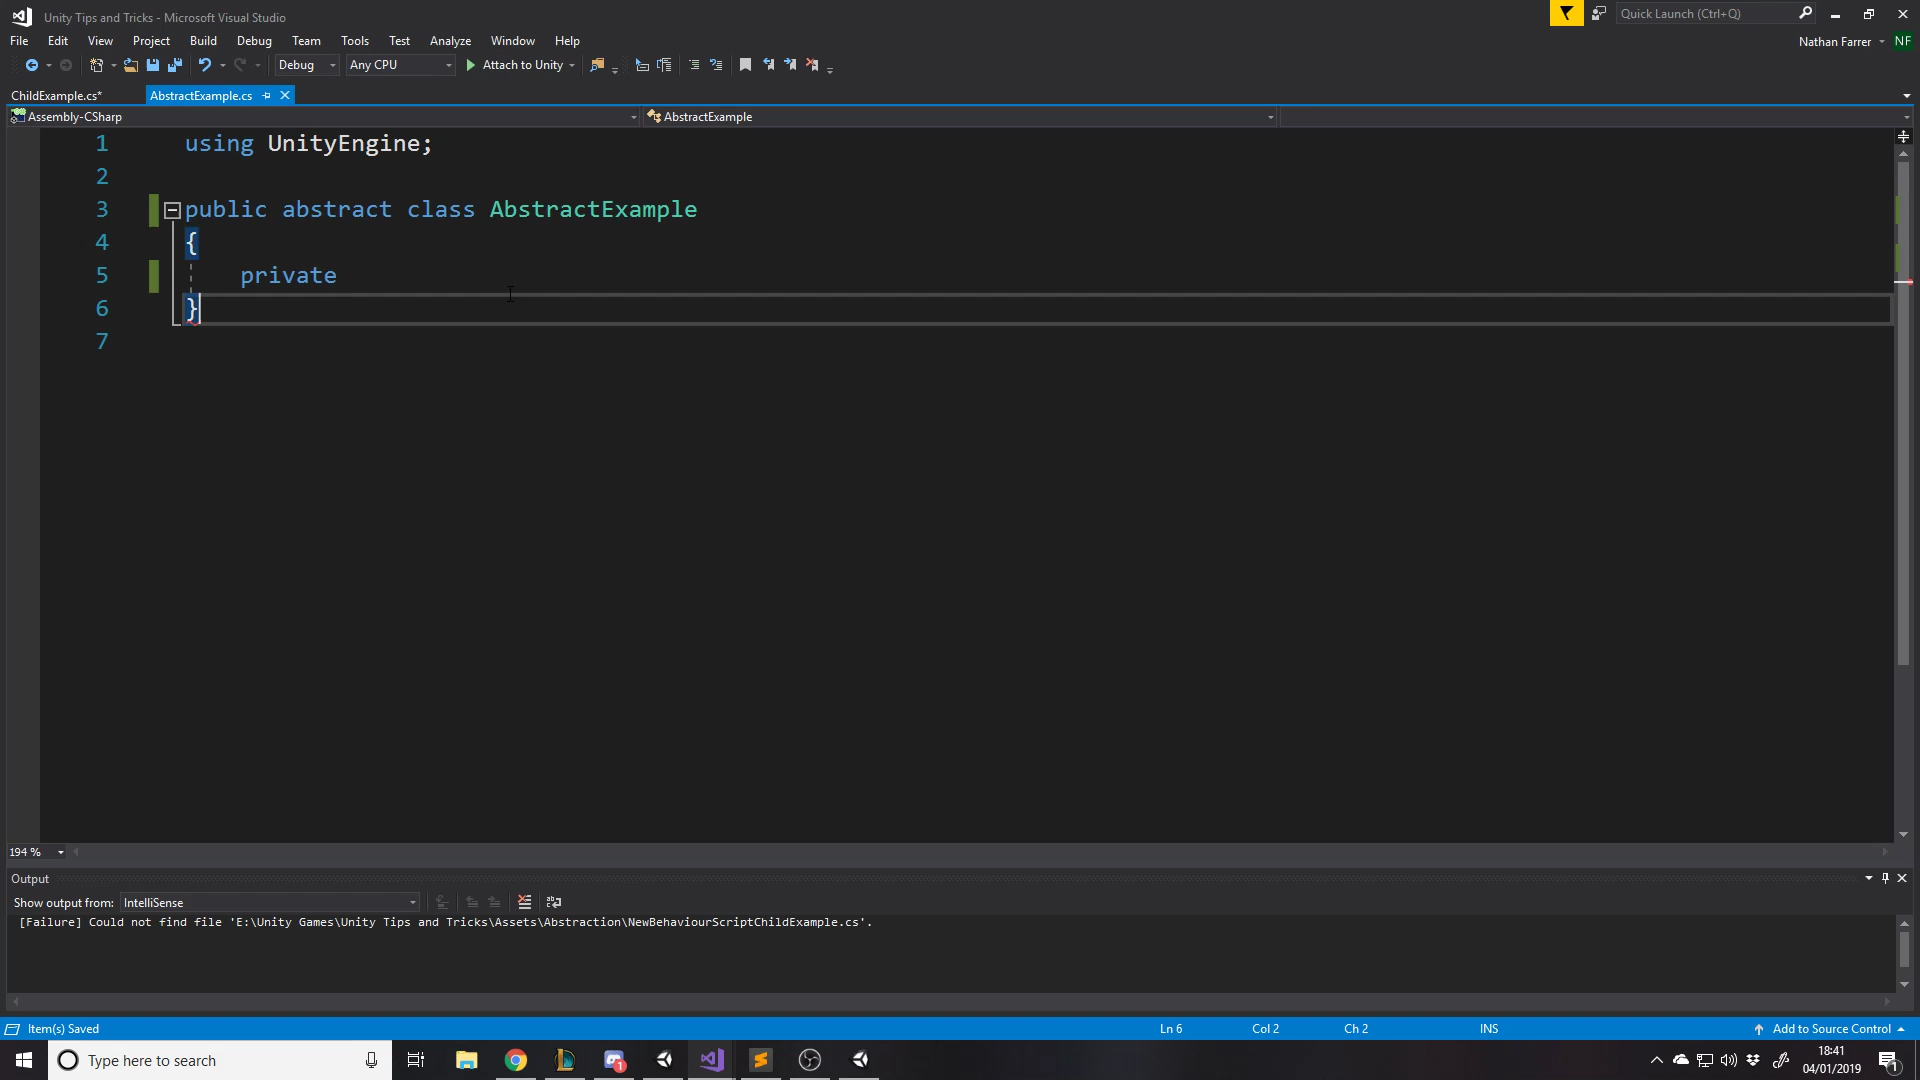 Unity Tips and Tricks - Microsoft Visual Studio
Quick Launch (Ctrl+Q)
File Edit View Project Build Debug Team Tools Test Analyze Window Help
Nathan Farrer NF
Debug Any CPU Attach to Unity
ChildExample.cs* AbstractExample.cs
Assembly-CSharp AbstractExample
1 using UnityEngine;
2
3 public abstract class AbstractExample
4 {
5 private
6 }
7
194 %
Output
Show output from: IntelliSense
[Failure] Could not find file 'E:\Unity Games\Unity Tips and Tricks\Assets\Abstraction\NewBehaviourScriptChildExample.cs'.
Item(s) Saved Ln 6 Col 2 Ch 2 INS Add to Source Control
Type here to search
1
18:41
04/01/2019
1